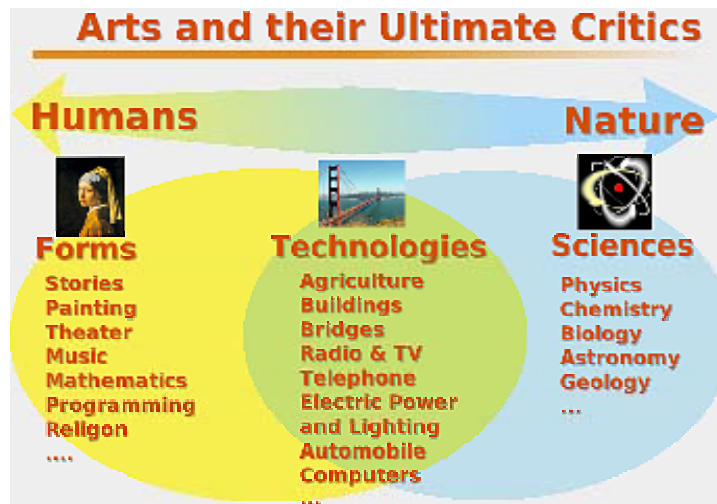 Arts and their Ultimate Critics
Humans
Nature
Forms
Stories
Painting
Theater
Music
Mathematics
Programming
Religon
....
Technologies
Agriculture
Buildings
Bridges
Radio & TV
Telephone
Electric Power
and Lighting
Automobile
Computers
...
Sciences
Physics
Chemistry
Biology
Astronomy
Geology
...